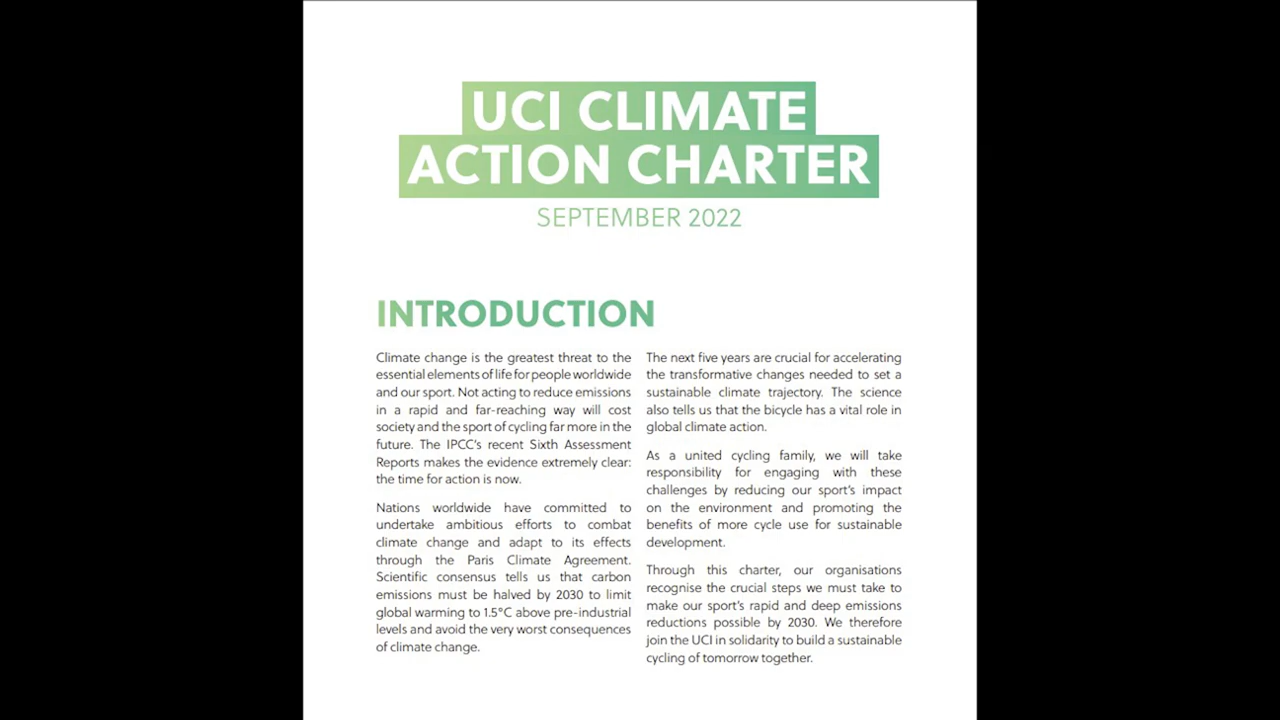 UCI CLIMATE
ACTION CHARTER
SEPTEMBER 2022
INTRODUCTION
Climate change is the greatest threat to the
essential elements of life for people worldwide
and our sport. Not acting to reduce emissions
in a rapid and far-reaching way will cost
society and the sport of cycling far more in the
future. The IPCC's recent Sixth Assessment
Reports makes the evidence extremely clear:
the time for action is now.
Nations worldwide have committed to
undertake ambitious efforts to combat
climate change and adapt to its effects
through the Paris Climate Agreement.
Scientific consensus tells us that carbon
emissions must be halved by 2030 to limit
global warming to 1.5°C above pre-industrial
levels and avoid the very worst consequences
of climate change.
The next five years are crucial for accelerating
the transformative changes needed to set a
sustainable climate trajectory. The science
also tells us that the bicycle has a vital role in
global climate action.
As a united cycling family, we will take
responsibility for engaging with these
challenges by reducing our sport's impact
on the environment and promoting the
benefits of more cycle use for sustainable
development.
Through this charter, our organisations
recognise the crucial steps we must take to
make our sport's rapid and deep emissions
reductions possible by 2030. We therefore
join the UCI in solidarity to build a sustainable
cycling of tomorrow together.